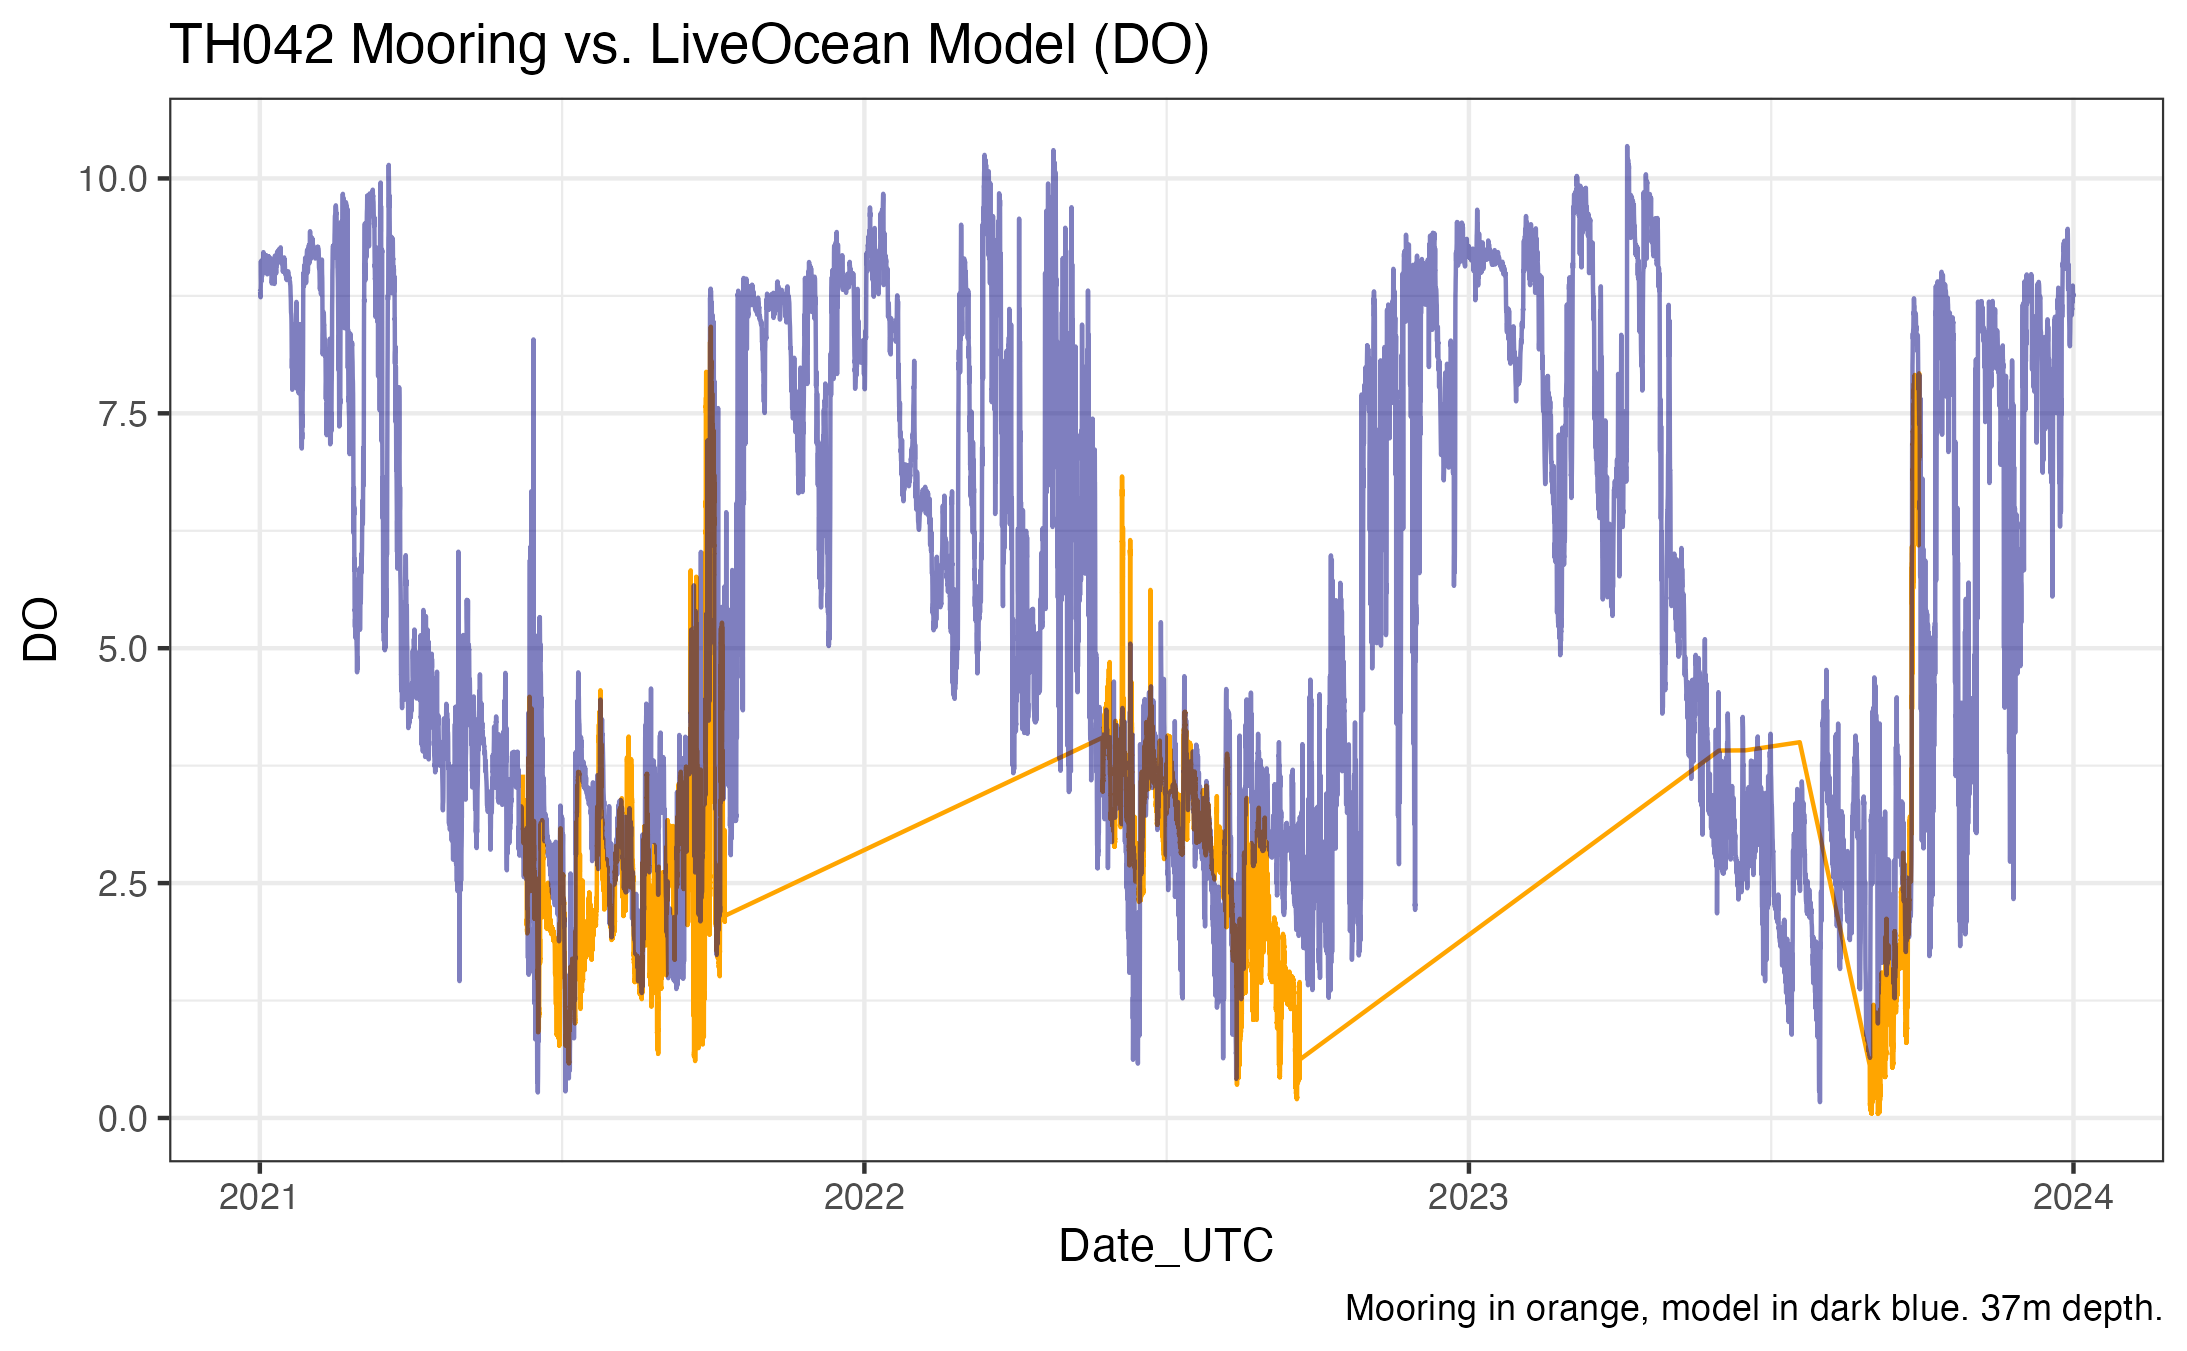 TH042 Mooring vs. LiveOcean Model (DO)
10.0
7.5
5.0
2.5
0.0
DO
2021
2022
2023
2024
Date_UTC
Mooring in orange, model in dark blue. 37m depth.